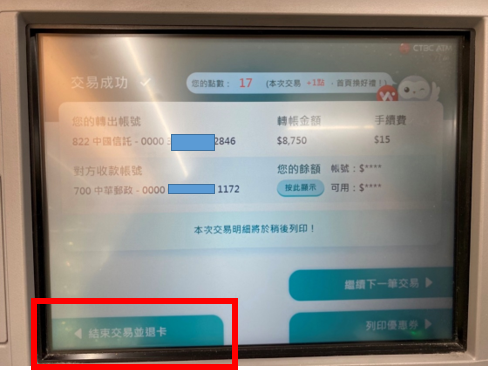 CTBC ATM
交易成功
您的點數： 17 （本次交易 +1點 - 首頁換好禮！）
您的轉出帳號 轉帳金額 手續費
822 中國信託 - 0000 2846 $8,750 $15
對方收款帳號 您的餘額 帳號：$****
700 中華郵政 - 0000 1172 按此顯示 可用：$****
本次交易明細將於稍後列印！
繼續下一筆交易
結束交易並退卡 列印優惠券